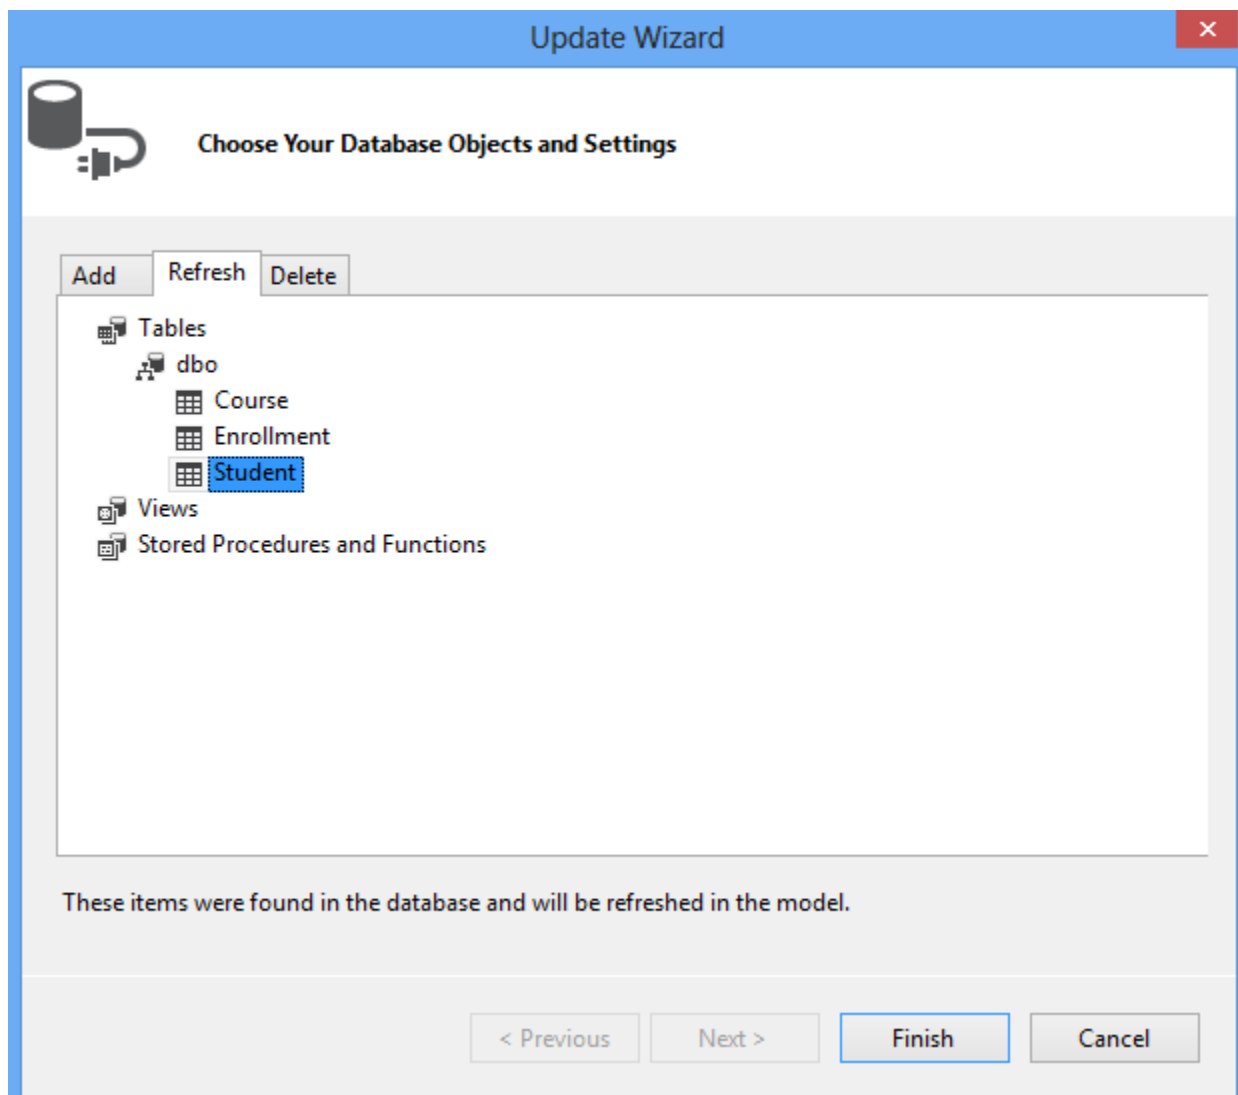 Update Wizard
Choose Your Database Objects and Settings
Add Refresh Delete
Tables
dbo
Course
Enrollment
Student
Views
Stored Procedures and Functions
These items were found in the database and will be refreshed in the model.
< Previous Next > Finish Cancel